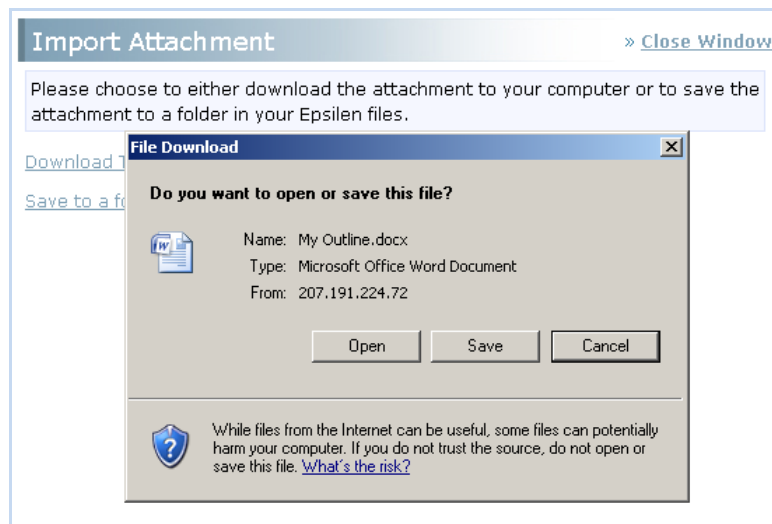 Import Attachment
» Close Window
Please choose to either download the attachment to your computer or to save the
attachment to a folder in your Epsilen files.
Download
Save to a
File Download
Do you want to open or save this file?
Name: My Outline.docx
Type: Microsoft Office Word Document
From: 207.191.224.72
Open
Save
Cancel
While files from the Internet can be useful, some files can potentially
harm your computer. If you do not trust the source, do not open or
save this file. What's the risk?